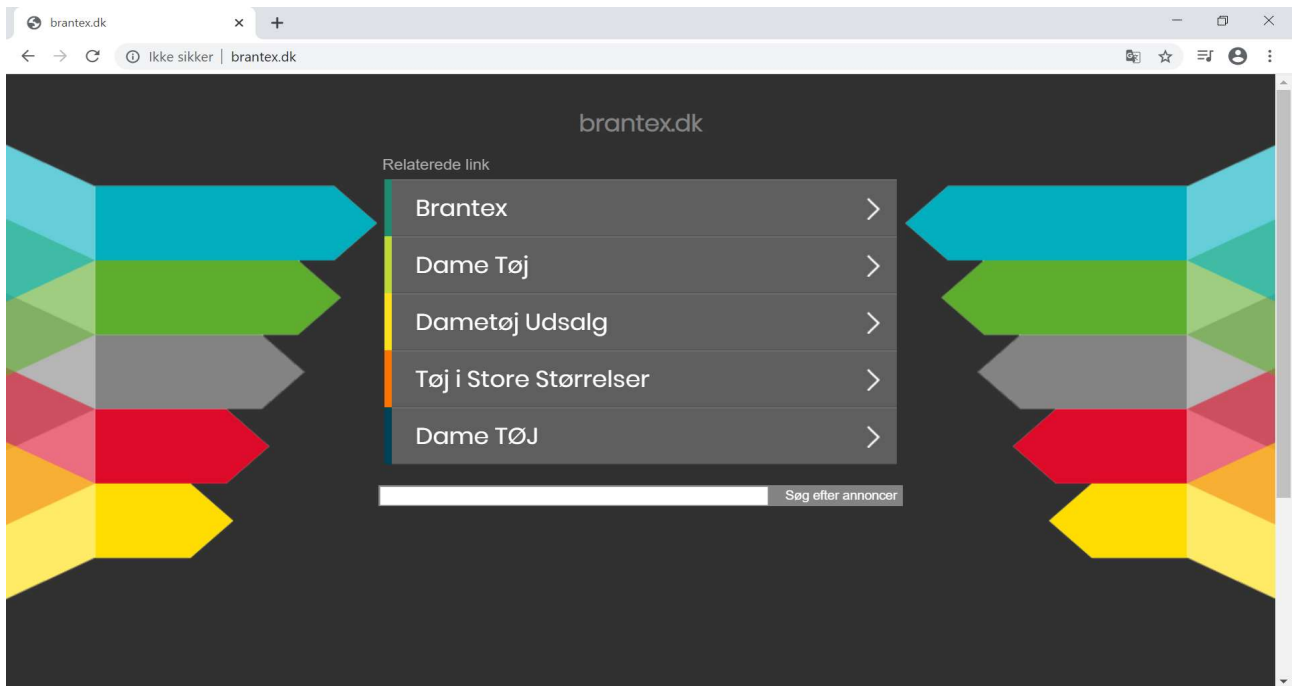 brantex.dk
Ikke sikker | brantex.dk
brantex.dk
Relaterede link
Brantex
Dame Tøj
Dametøj Udsalg
Tøj i Store Størrelser
Dame TØJ
Søg efter annoncer